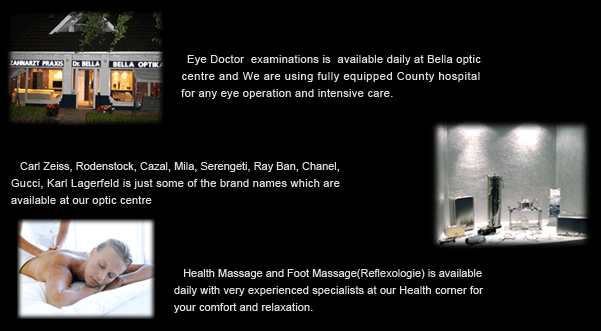 ZAHNARZT PRAXIS Dr. BELLA BELLA OPTIKA
Eye Doctor examinations is available daily at Bella optic
centre and We are using fully equipped County hospital
for any eye operation and intensive care.
Carl Zeiss, Rodenstock, Cazal, Mila, Serengeti, Ray Ban, Chanel,
Gucci, Karl Lagerfeld is just some of the brand names which are
available at our optic centre
Health Massage and Foot Massage(Reflexologie) is available
daily with very experienced specialists at our Health corner for
your comfort and relaxation.